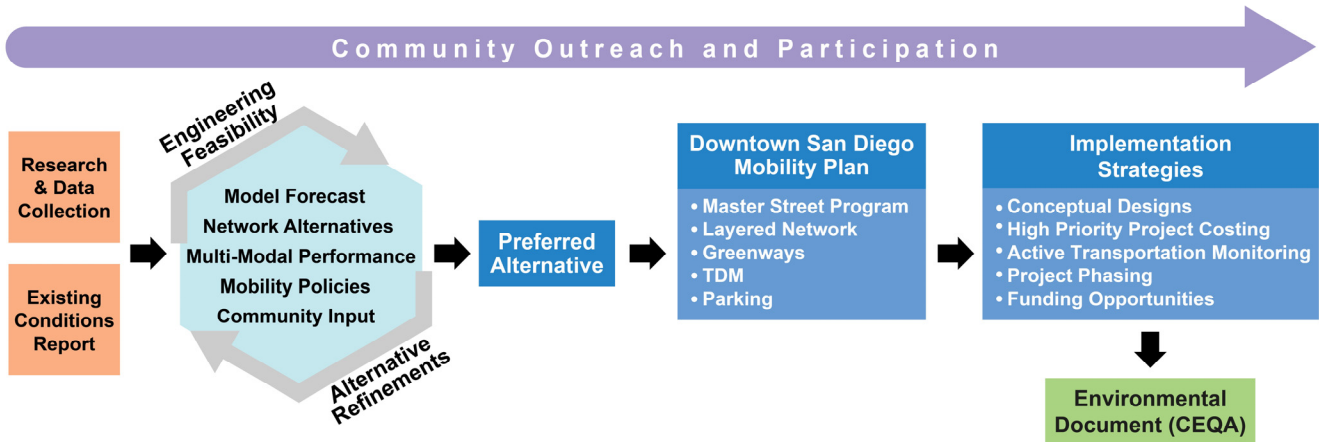 Community Outreach and Participation
Research
& Data
Collection
Existing
Conditions
Report
Engineering
Feasibility
Model Forecast
Network Alternatives
Multi-Modal Performance
Mobility Policies
Community Input
Alternative
Refinements
Preferred
Alternative
Downtown San Diego
Mobility Plan
• Master Street Program
• Layered Network
• Greenways
• TDM
• Parking
Implementation
Strategies
• Conceptual Designs
• High Priority Project Costing
• Active Transportation Monitoring
• Project Phasing
• Funding Opportunities
Environmental
Document (CEQA)